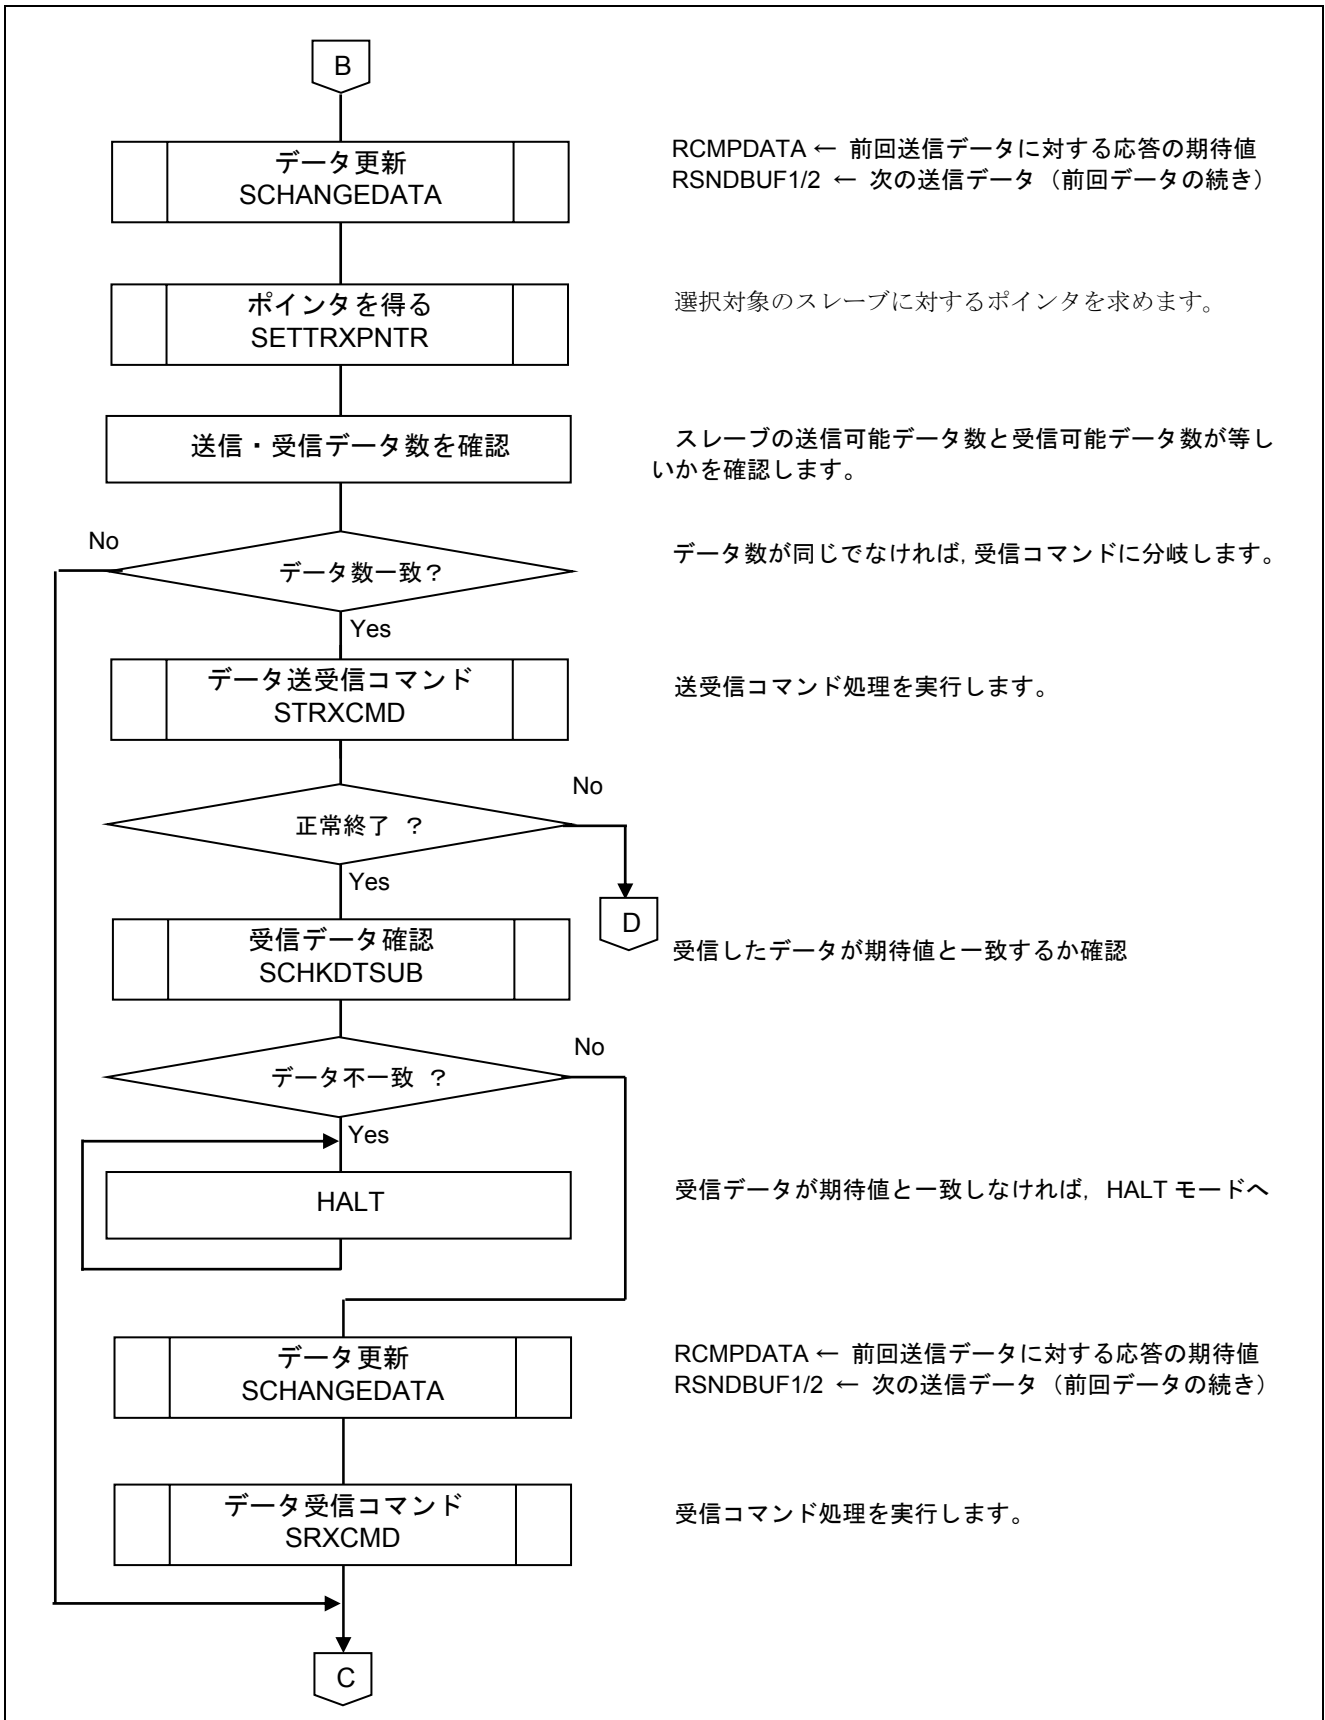 B
データ更新
SCHANGEDATA
RCMPDATA ← 前回送信データに対する応答の期待値
RSNDBUF1/2 ← 次の送信データ（前回データの続き）
ポインタを得る
SETTRXPNTR
選択対象のスレーブに対するポインタを求めます。
送信・受信データ数を確認
スレーブの送信可能データ数と受信可能データ数が等し
いかを確認します。
No
データ数一致？
データ数が同じでなければ，受信コマンドに分岐します。
Yes
データ送受信コマンド
STRXCMD
送受信コマンド処理を実行します。
No
正常終了 ？
Yes
D
受信データ確認
SCHKDTSUB
受信したデータが期待値と一致するか確認
No
データ不一致 ？
Yes
HALT
受信データが期待値と一致しなければ，HALT モードへ
データ更新
SCHANGEDATA
RCMPDATA ← 前回送信データに対する応答の期待値
RSNDBUF1/2 ← 次の送信データ（前回データの続き）
データ受信コマンド
SRXCMD
受信コマンド処理を実行します。
C